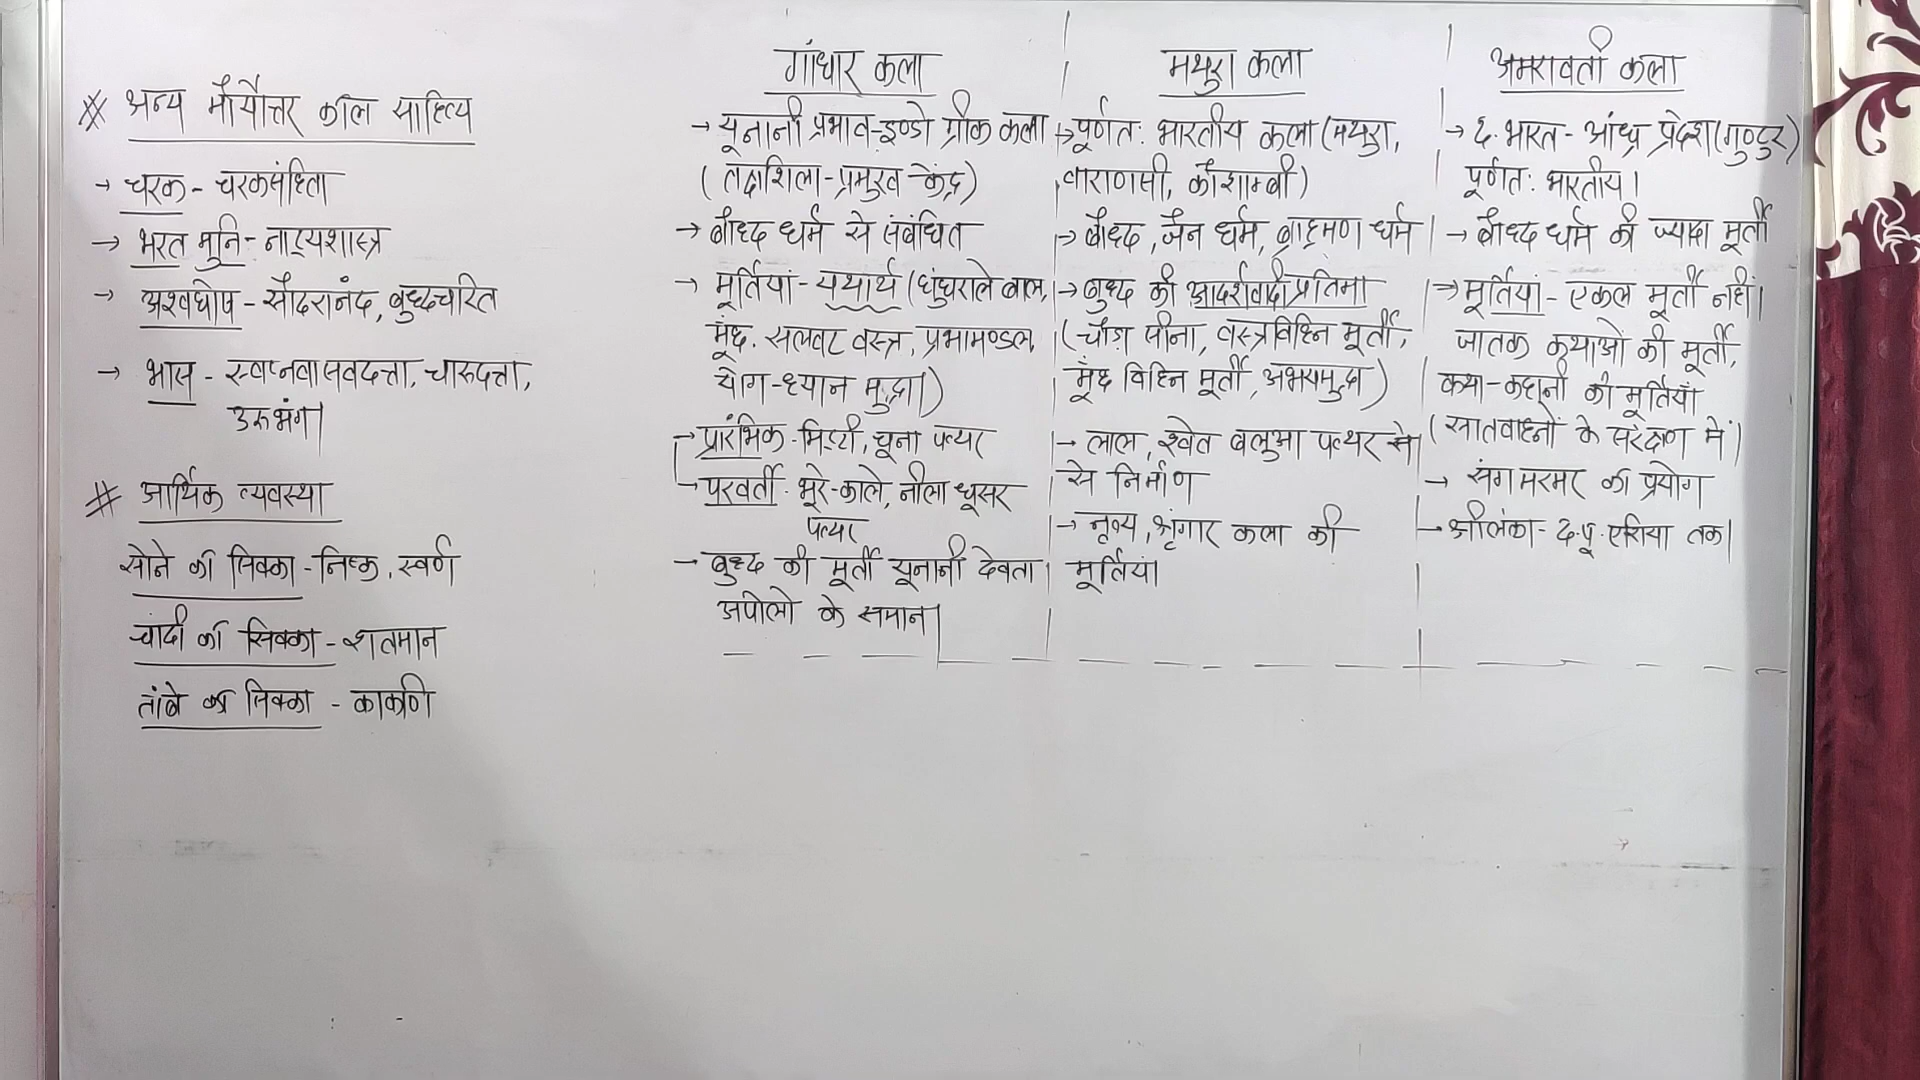 # अन्य मौर्योत्तर कालि साहित्य
→ चरक - चरकसंहिता
→ भरत मुनि - नाट्यशास्त्र
→ अश्वघोष - सौदरानंद, बुध्दचरित
→ भास - स्वप्नवासवदत्ता, चारूदत्ता,
उरूभंग।
# आर्थिक व्यवस्था
सोने का सिक्का - निष्क, स्वर्ण
चांदी का सिक्का - शतमान
तांबे का सिक्का - काकणि
गांधार कला
→ यूनानी प्रभाव - इण्डो ग्रीक कला
(तक्षशिला - प्रमुख केंद्र)
→ बौध्द धर्म से संबंधित
→ मूर्तियां - यथार्थ (घुंघराले बाल,
मूंछ, सलवट वस्त्र, प्रभामण्डल,
योग-ध्यान मुद्रा।)
→ प्रारंभिक - मिट्टी, चूना पत्थर
→ परवर्ती - भूरे-काले, नीला धूसर
पत्थर
→ बुध्द की मूर्ती यूनानी देवता
अपोलो के समान।
मथुरा कला
→ पूर्णत: भारतीय कला (मथुरा,
वाराणसी, कौशाम्बी)
→ बौध्द, जैन धर्म, ब्राह्मण धर्म
→ बुध्द की आदर्शवादी प्रतिमा
(चौड़ा सीना, वस्त्रविहिन मूर्ती,
मूँछ विहिन मूर्ती, अभयमुद्रा)
→ लाल, श्वेत बलुआ पत्थर से
से निर्माण
→ नृत्य, श्रृंगार कला की
मूर्तियां
अमरावती कला
→ द. भारत - आंध्र प्रदेश (गुण्टुर)
पूर्णत: भारतीय।
→ बौध्द धर्म की ज्यादा मूर्ती
→ मूर्तियां - एकल मूर्ती नहीं।
जातक कथाओं की मूर्ती,
कथा-कहानी की मूर्तियाँ
(सातवाहनों के संरक्षण में)
→ संगमरमर का प्रयोग
→ श्रीलंका - द. पू. एशिया तक।